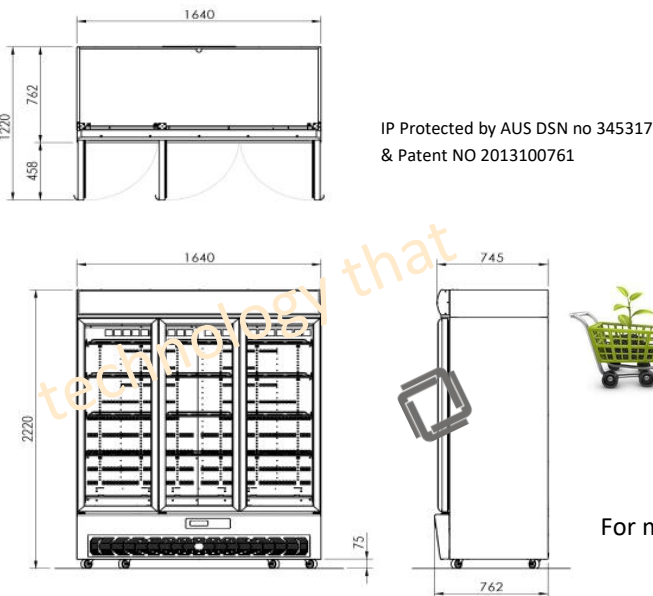 1640
762
1220
458
IP Protected by AUS DSN no 345317
& Patent NO 2013100761
technology that
1640
745
2220
75
For m
762